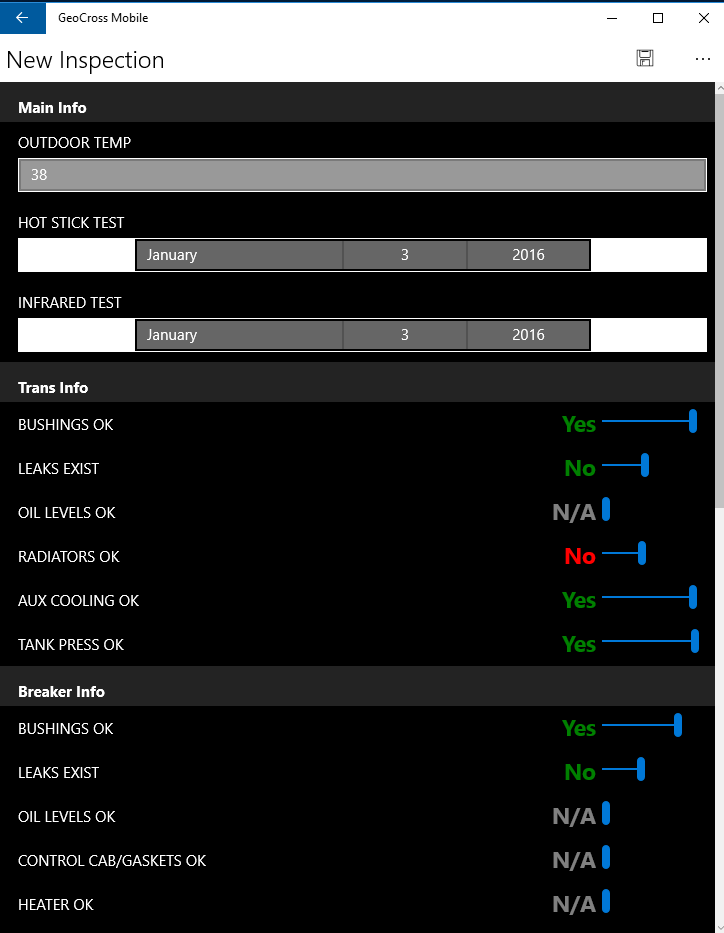 GeoCross Mobile
New Inspection
Main Info
OUTDOOR TEMP
38
HOT STICK TEST
January 3 2016
INFRARED TEST
January 3 2016
Trans Info
BUSHINGS OK Yes
LEAKS EXIST No
OIL LEVELS OK N/A
RADIATORS OK No
AUX COOLING OK Yes
TANK PRESS OK Yes
Breaker Info
BUSHINGS OK Yes
LEAKS EXIST No
OIL LEVELS OK N/A
CONTROL CAB/GASKETS OK N/A
HEATER OK N/A